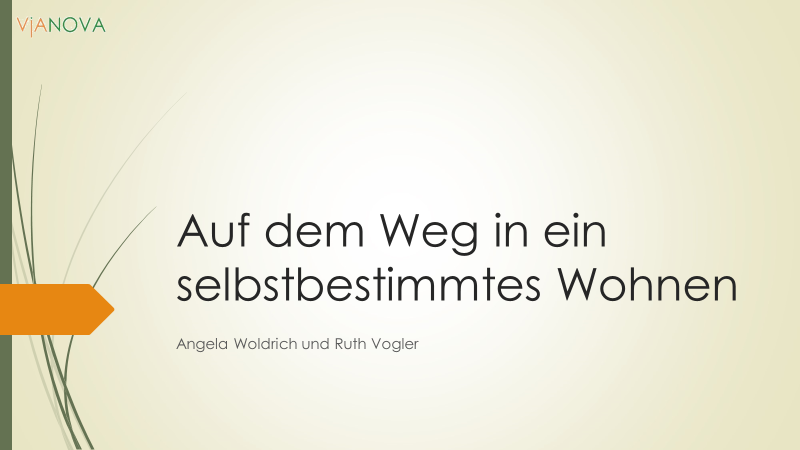 VIANOVA
Auf dem Weg in ein
selbstbestimmtes Wohnen
Angela Woldrich und Ruth Vogler